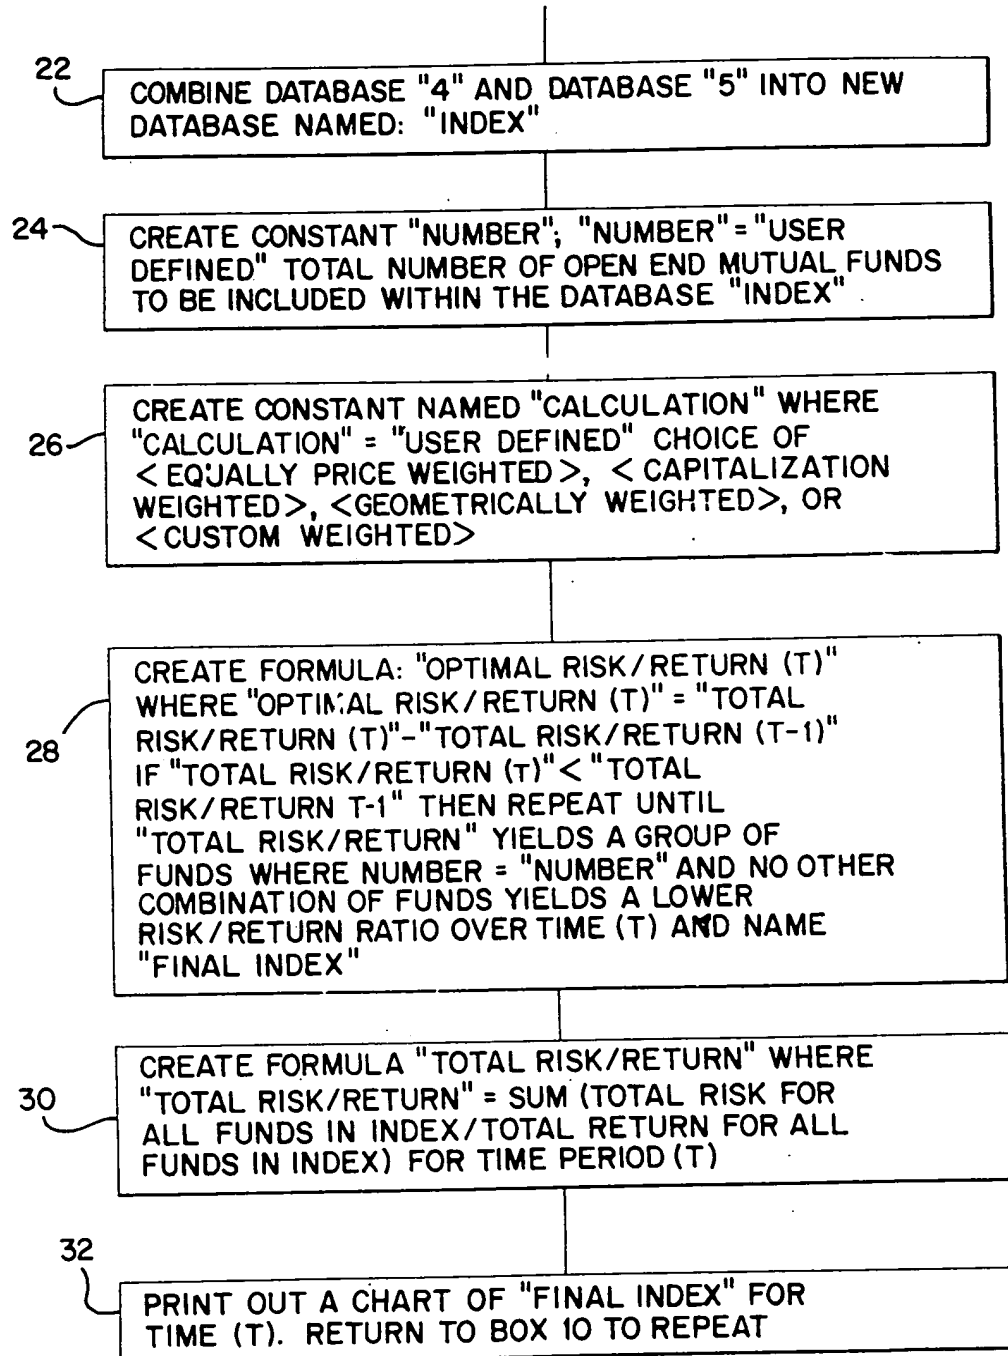 22
COMBINE DATABASE "4" AND DATABASE "5" INTO NEW
DATABASE NAMED: "INDEX"
24
CREATE CONSTANT "NUMBER"; "NUMBER"="USER
DEFINED" TOTAL NUMBER OF OPEN END MUTUAL FUNDS
TO BE INCLUDED WITHIN THE DATABASE "INDEX"
26
CREATE CONSTANT NAMED "CALCULATION" WHERE
"CALCULATION" = "USER DEFINED" CHOICE OF
<EQUALLY PRICE WEIGHTED>, <CAPITALIZATION
WEIGHTED>, <GEOMETRICALLY WEIGHTED>, OR
<CUSTOM WEIGHTED>
28
CREATE FORMULA: "OPTIMAL RISK/RETURN (T)"
WHERE "OPTIMAL RISK/RETURN (T)" = "TOTAL
RISK/RETURN (T)"-"TOTAL RISK/RETURN (T-1)"
IF "TOTAL RISK/RETURN (T)"<"TOTAL
RISK/RETURN T-1" THEN REPEAT UNTIL
"TOTAL RISK/RETURN" YIELDS A GROUP OF
FUNDS WHERE NUMBER = "NUMBER" AND NO OTHER
COMBINATION OF FUNDS YIELDS A LOWER
RISK/RETURN RATIO OVER TIME (T) AND NAME
"FINAL INDEX"
30
CREATE FORMULA "TOTAL RISK/RETURN" WHERE
"TOTAL RISK/RETURN" = SUM (TOTAL RISK FOR
ALL FUNDS IN INDEX/TOTAL RETURN FOR ALL
FUNDS IN INDEX) FOR TIME PERIOD (T)
32
PRINT OUT A CHART OF "FINAL INDEX" FOR
TIME (T). RETURN TO BOX 10 TO REPEAT